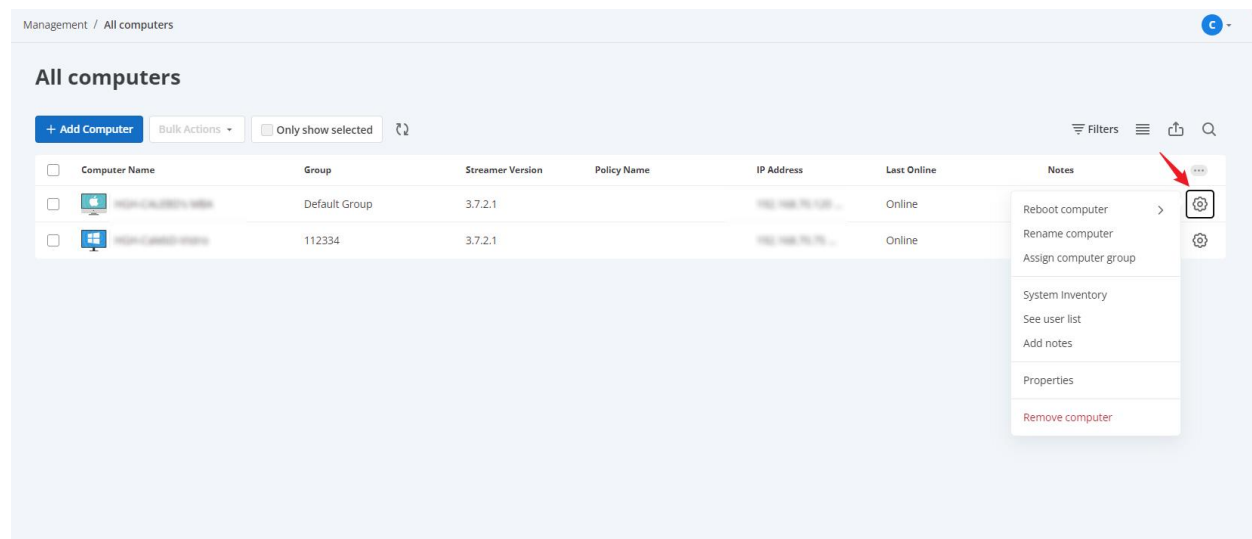 Management / All computers
C
All computers
+ Add Computer
Bulk Actions
Only show selected
Filters
Computer Name Group Streamer Version Policy Name IP Address Last Online Notes
Default Group 3.7.2.1 Online
112334 3.7.2.1 Online
Reboot computer
Rename computer
Assign computer group
System Inventory
See user list
Add notes
Properties
Remove computer